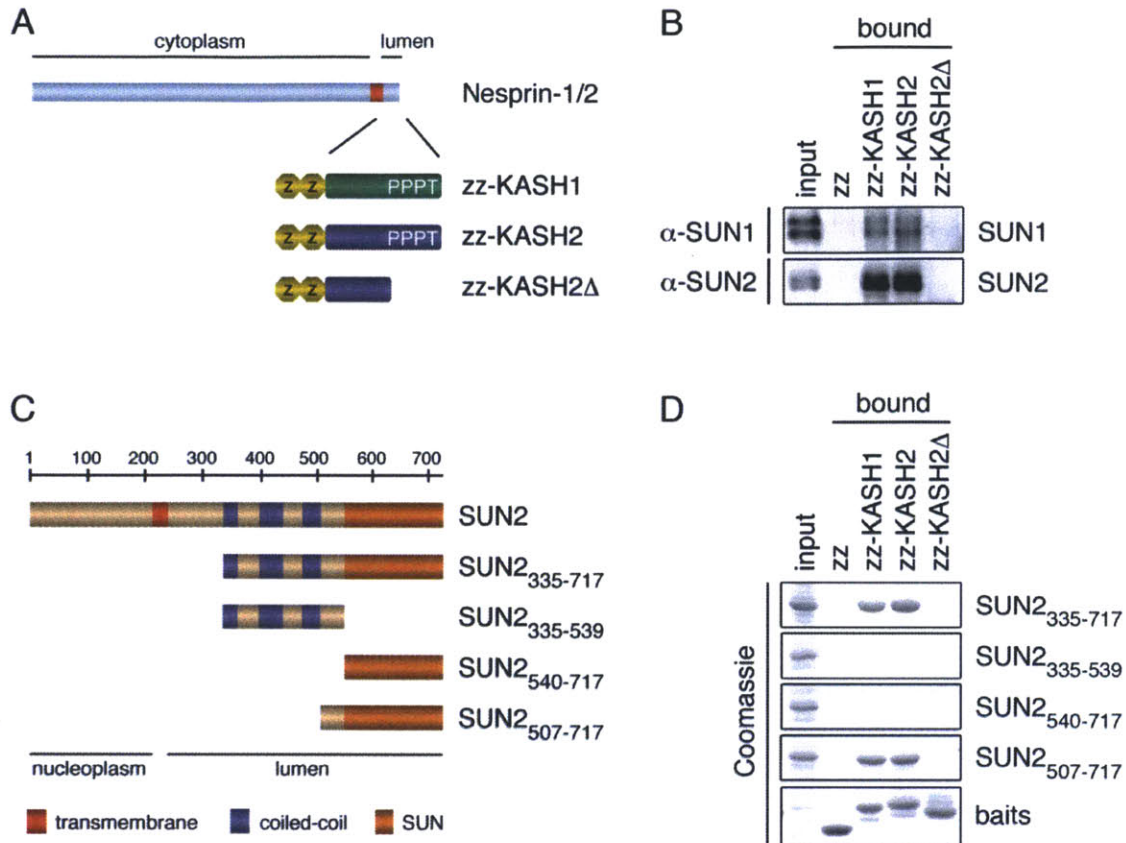 A
cytoplasm
lumen
Nesprin-1/2
z z
PPPT
zz-KASH1
z z
PPPT
zz-KASH2
z z
zz-KASH2Δ
B
bound
input
zz
zz-KASH1
zz-KASH2
zz-KASH2Δ
α-SUN1
SUN1
α-SUN2
SUN2
C
1 100 200 300 400 500 600 700
SUN2
SUN2335-717
SUN2335-539
SUN2540-717
SUN2507-717
nucleoplasm
lumen
transmembrane
coiled-coil
SUN
D
bound
input
zz
zz-KASH1
zz-KASH2
zz-KASH2Δ
Coomassie
SUN2335-717
SUN2335-539
SUN2540-717
SUN2507-717
baits